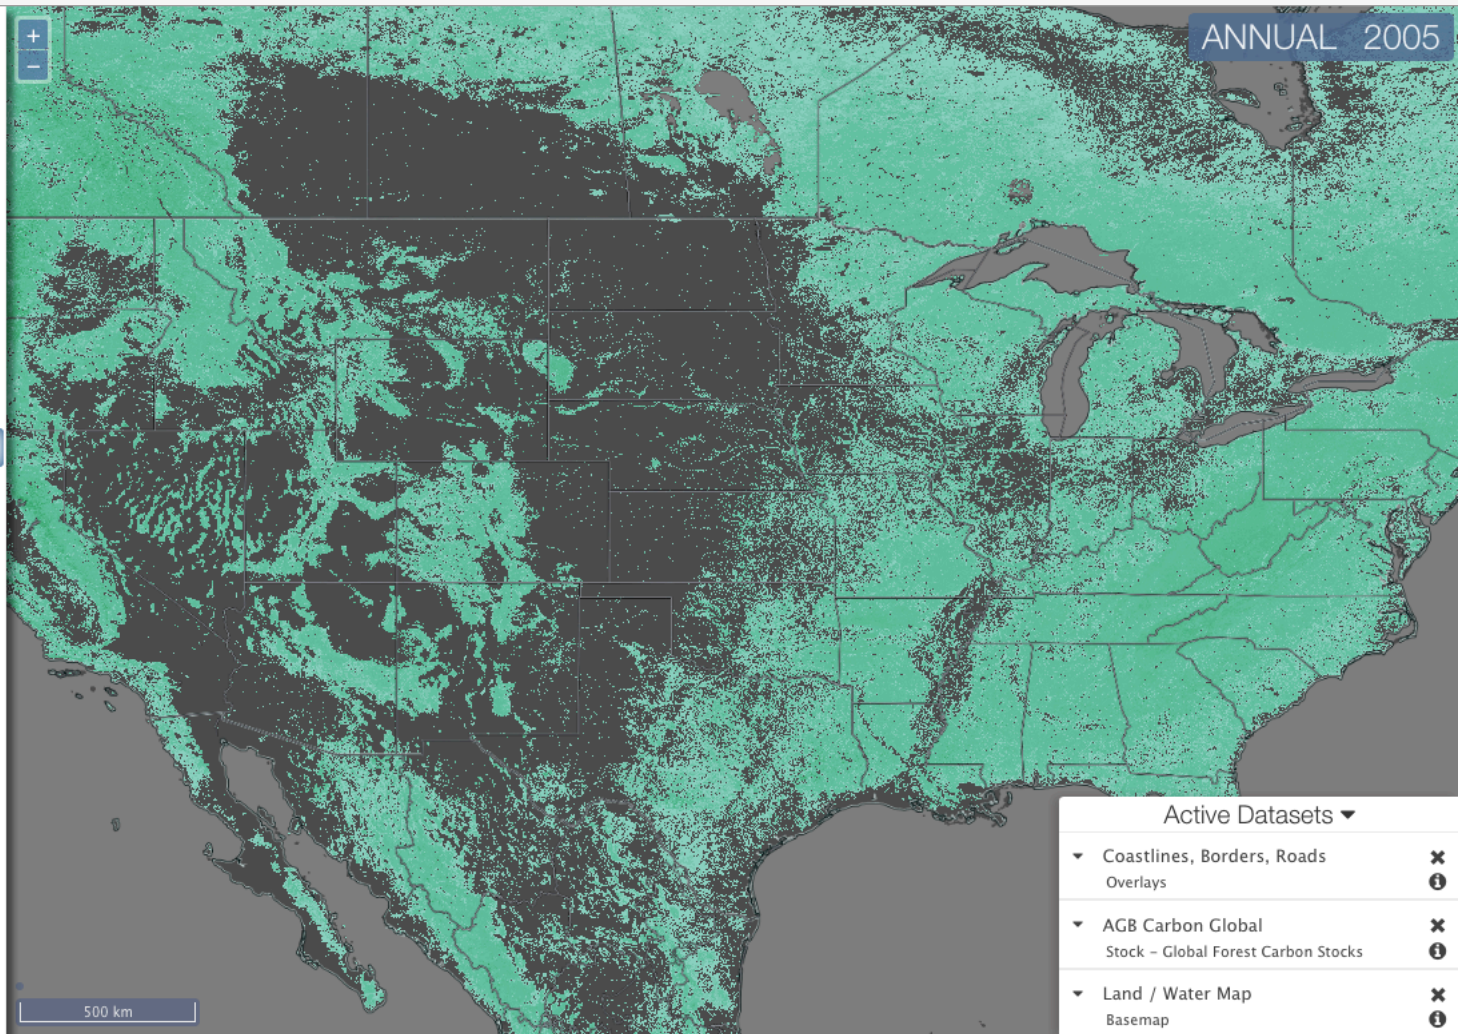 +
ANNUAL 2005
−
Active Datasets
Coastlines, Borders, Roads
Overlays
AGB Carbon Global
Stock – Global Forest Carbon Stocks
Land / Water Map
Basemap
500 km